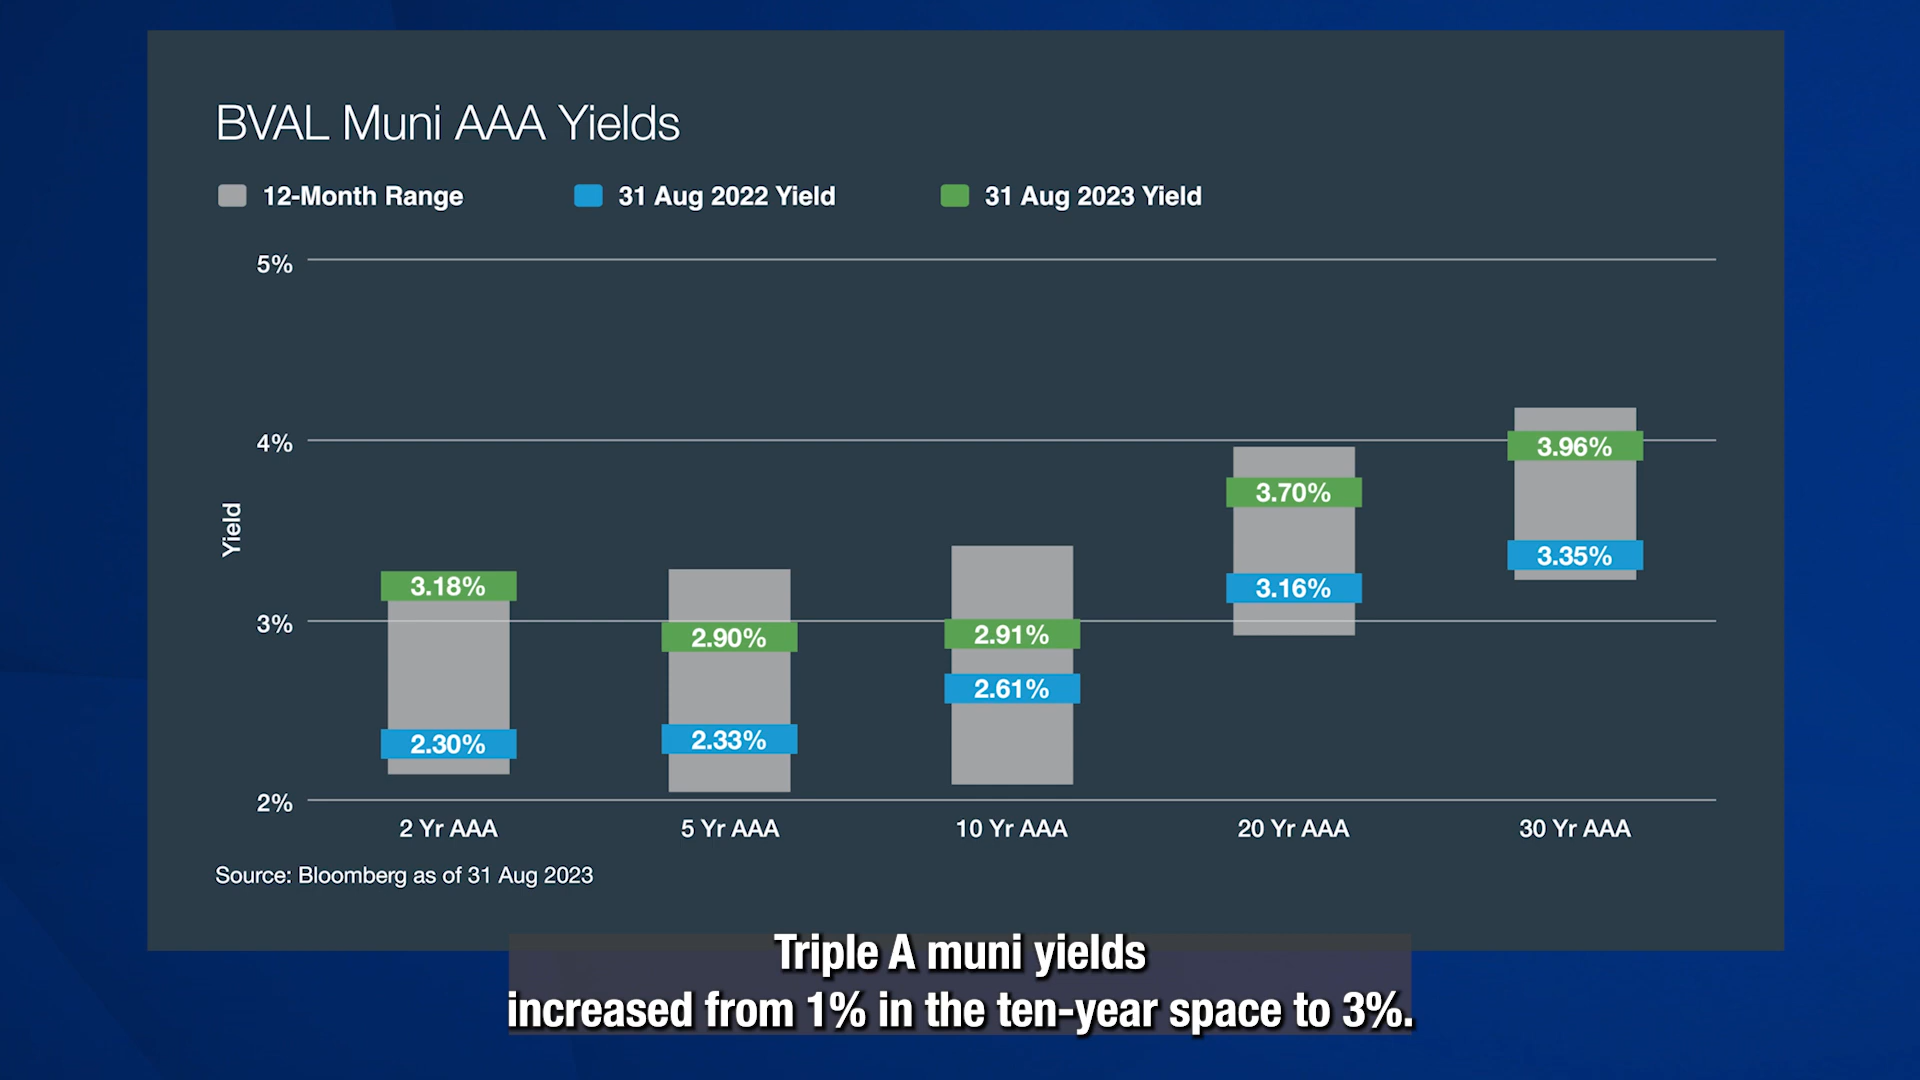 BVAL Muni AAA Yields
12-Month Range
31 Aug 2022 Yield
31 Aug 2023 Yield
5%
4%
3%
2%
Yield
3.18%
2.30%
2.90%
2.33%
2.91%
2.61%
3.70%
3.16%
3.96%
3.35%
2 Yr AAA
5 Yr AAA
10 Yr AAA
20 Yr AAA
30 Yr AAA
Source: Bloomberg as of 31 Aug 2023
Triple A muni yields
increased from 1% in the ten-year space to 3%.